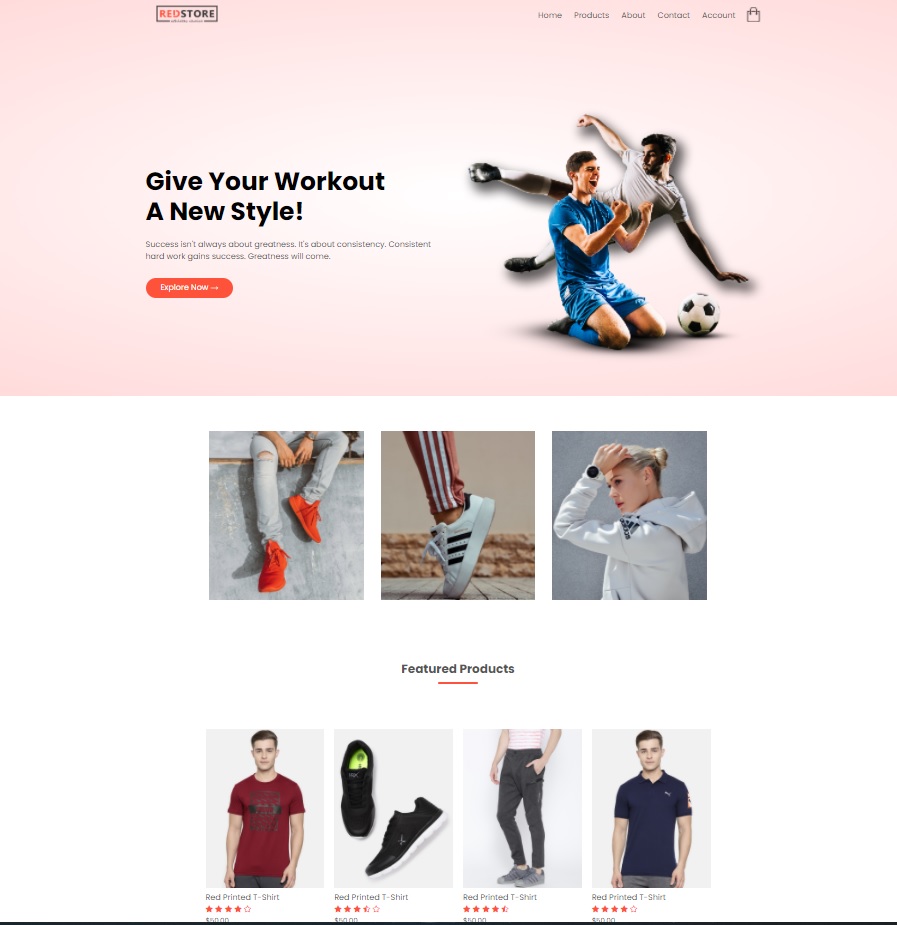 REDSTORE
Home Products About Contact Account
Give Your Workout
A New Style!
Success isn't always about greatness. It's about consistency. Consistent
hard work gains success. Greatness will come.
Explore Now →
Featured Products
Red Printed T-Shirt Red Printed T-Shirt Red Printed T-Shirt Red Printed T-Shirt
$50.00 $50.00 $50.00 $50.00